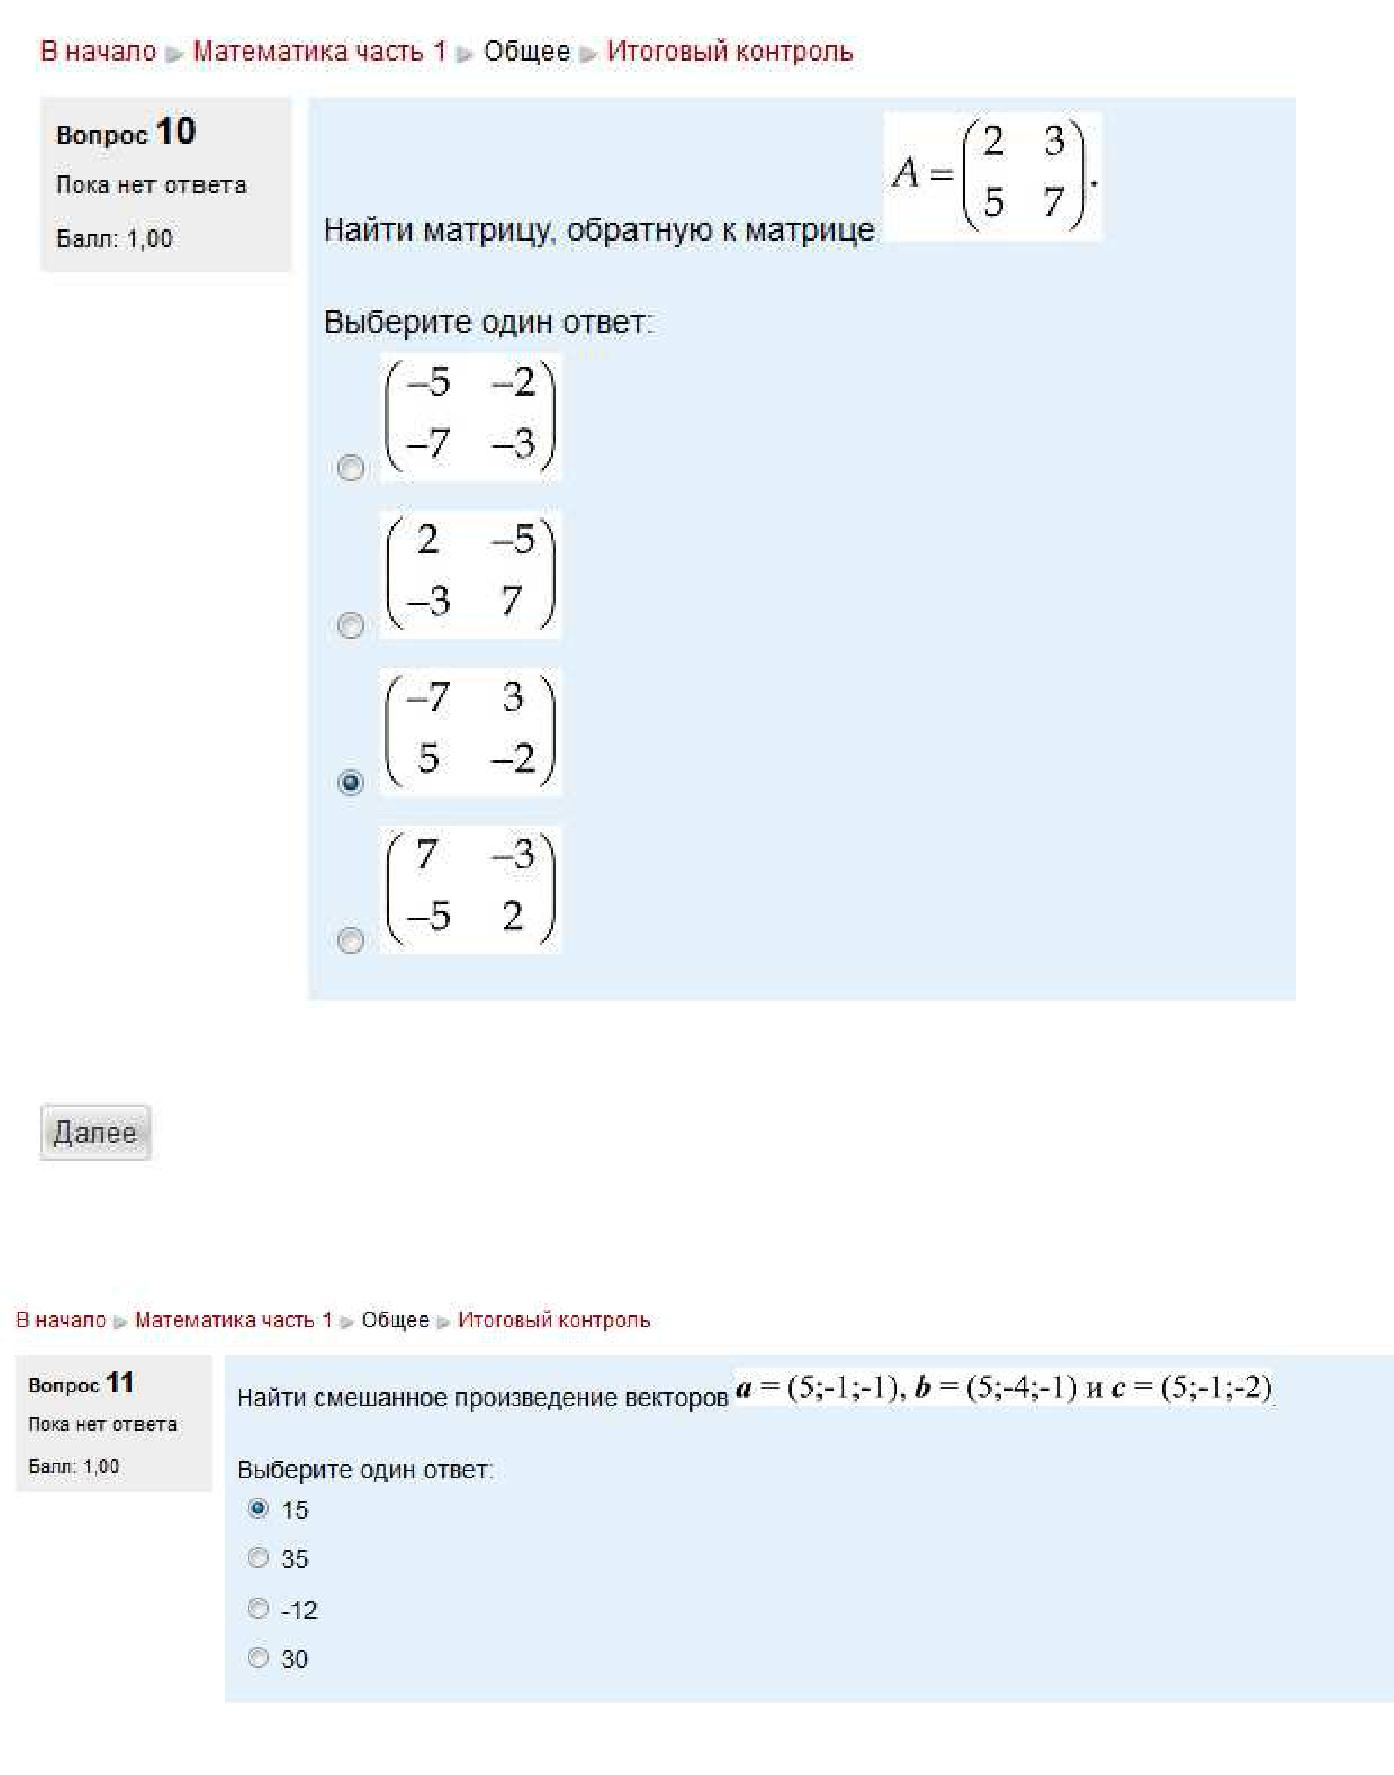 В начало ► Математика часть 1 ► Общее ► Итоговый контроль
Вопрос 10
Пока нет ответа
Балл: 1,00
Найти матрицу, обратную к матрице A = (2 3
5 7).
Выберите один ответ:
(-5 -2
-7 -3)
(2 -5
-3 7)
(-7 3
5 -2)
(7 -3
-5 2)
Далее
В начало ► Математика часть 1 ► Общее ► Итоговый контроль
Вопрос 11
Пока нет ответа
Балл: 1,00
Найти смешанное произведение векторов a = (5;-1;-1), b = (5;-4;-1) и c = (5;-1;-2).
Выберите один ответ:
15
35
-12
30